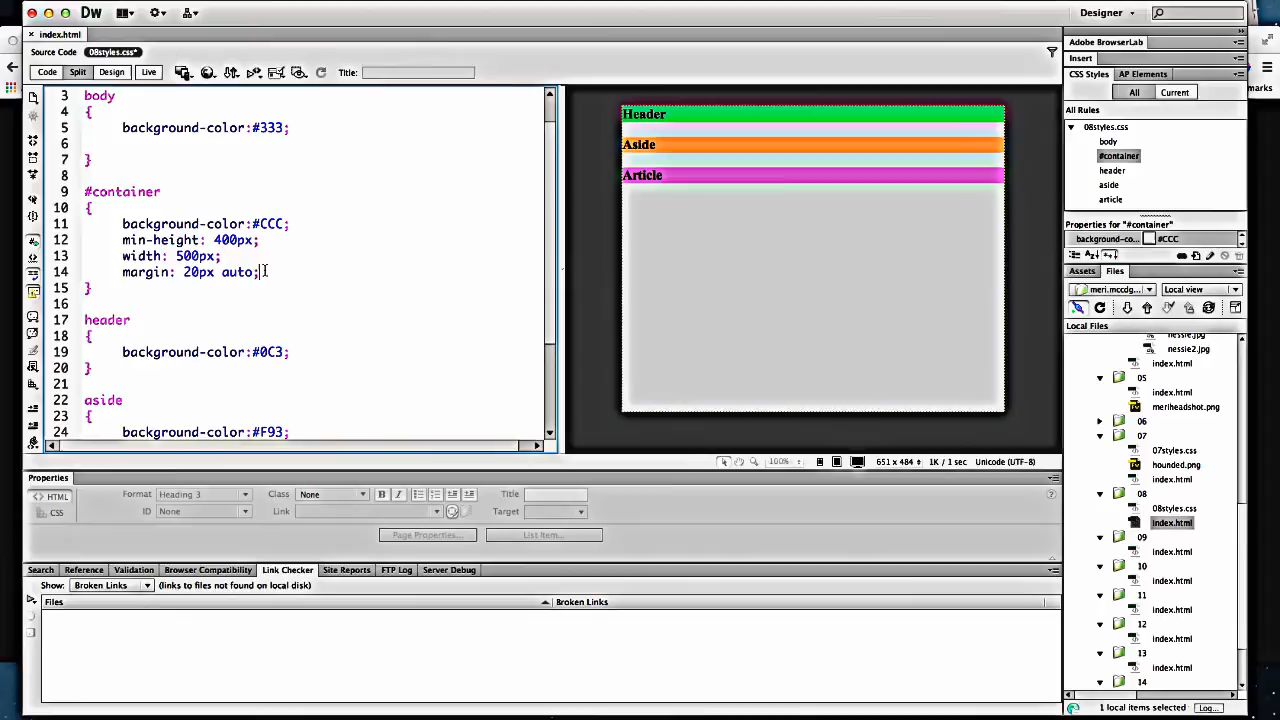 Dw Designer
index.html
Source Code 08styles.css*
Code Split Design Live Title:
3 body
4 {
5 background-color:#333;
6
7 }
8
9 #container
10 {
11 background-color:#CCC;
12 min-height: 400px;
13 width: 500px;
14 margin: 20px auto;
15 }
16
17 header
18 {
19 background-color:#0C3;
20 }
21
22 aside
23 {
24 background-color:#F93;
Header
Aside
Article
100% 651 x 484 1K / 1 sec Unicode (UTF-8)
Properties
HTML Format Heading 3 Class None B I Title
CSS ID None Link Target
Page Properties... List Item...
Search Reference Validation Browser Compatibility Link Checker Site Reports FTP Log Server Debug
Show: Broken Links (links to files not found on local disk)
Files Broken Links
Adobe BrowserLab
Insert
CSS Styles AP Elements
All Current
All Rules
08styles.css
body
#container
header
aside
article
Properties for "#container"
background-co... #CCC
Assets Files
meri.mccdg... Local view
Local Files
nessie.jpg
nessie2.jpg
index.html
05
index.html
meriheadshot.png
06
07
07styles.css
hounded.png
index.html
08
08styles.css
index.html
09
index.html
10
index.html
11
index.html
12
index.html
13
index.html
14
1 local items selected Log...
marks